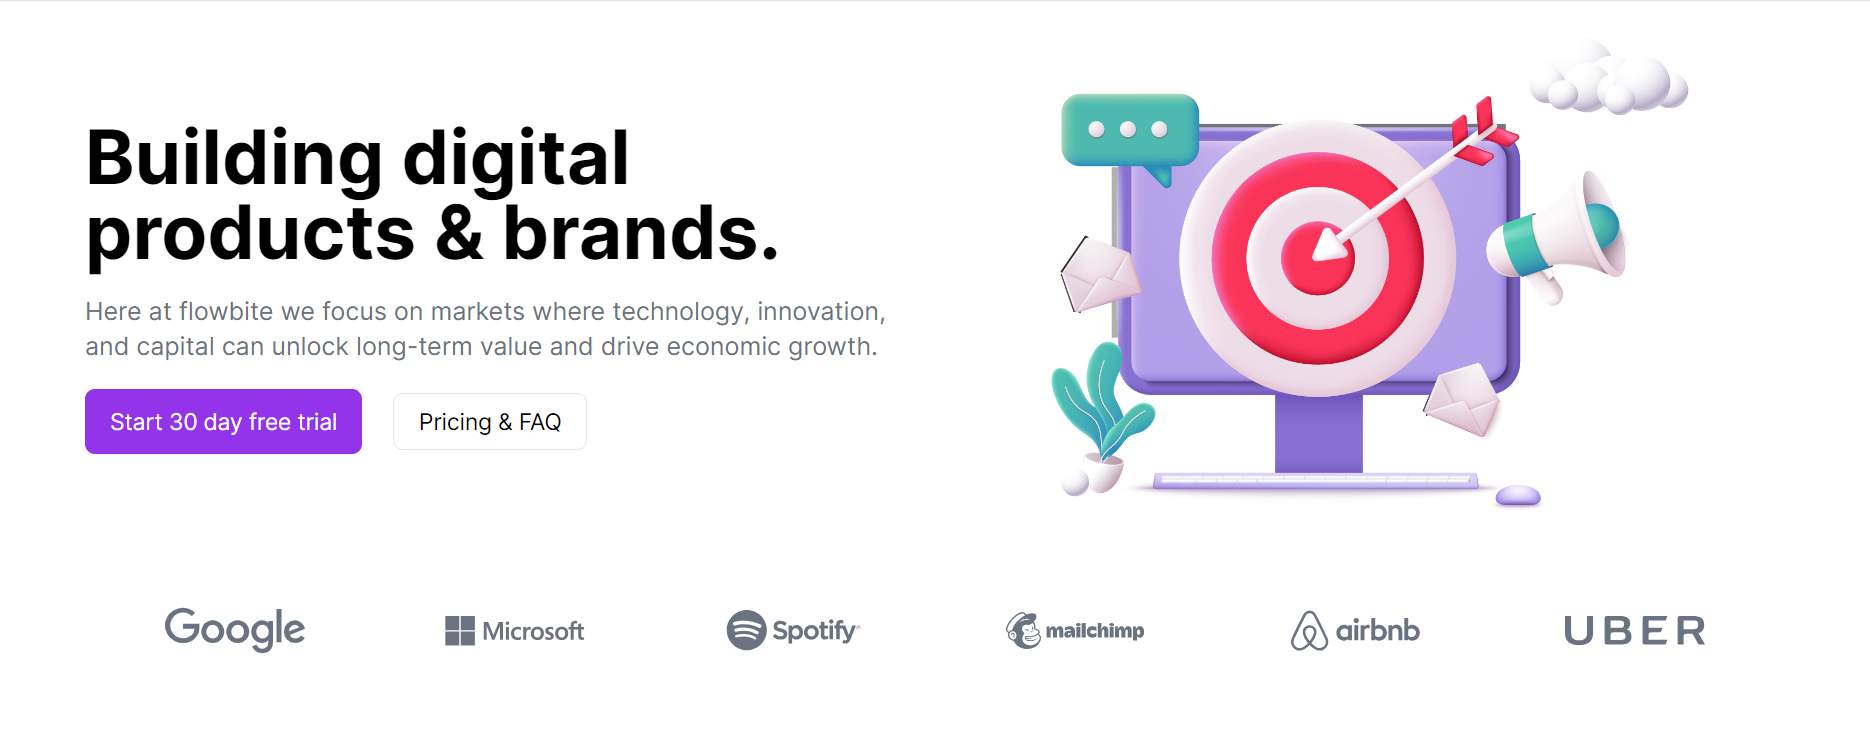 Building digital
products & brands.
Here at flowbite we focus on markets where technology, innovation,
and capital can unlock long-term value and drive economic growth.
Start 30 day free trial
Pricing & FAQ
Google
Microsoft
Spotify®
mailchimp
airbnb
UBER